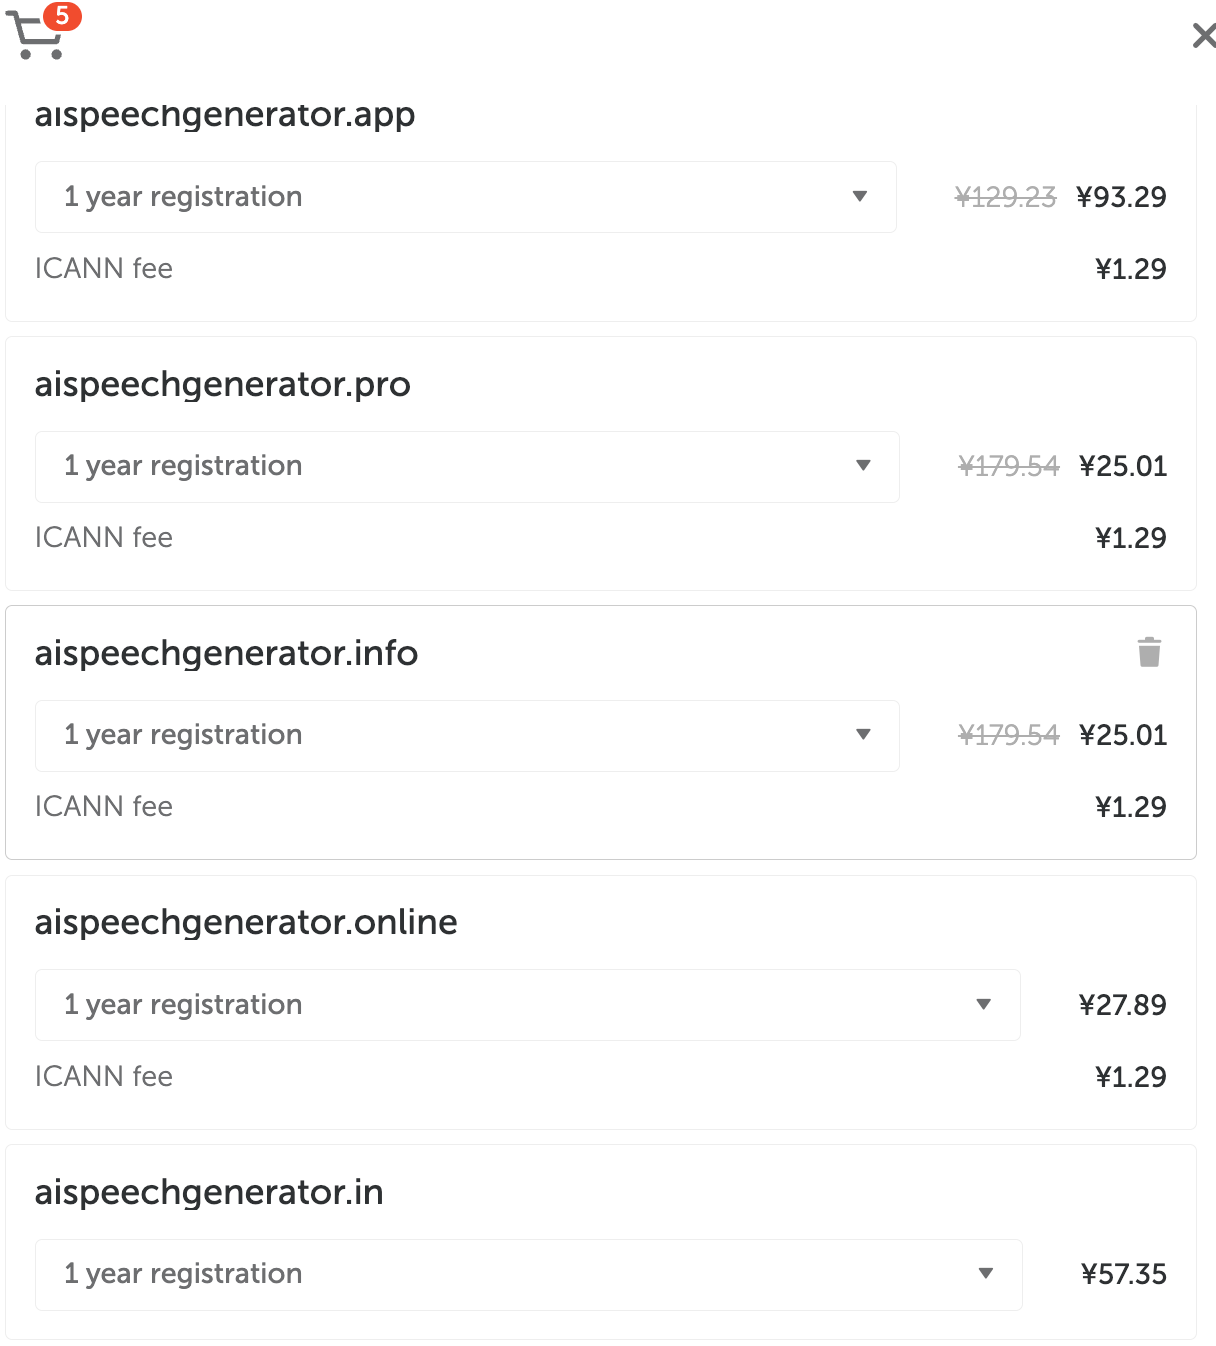 5
aispeechgenerator.app
1 year registration ¥129.23 ¥93.29
ICANN fee ¥1.29
aispeechgenerator.pro
1 year registration ¥179.54 ¥25.01
ICANN fee ¥1.29
aispeechgenerator.info
1 year registration ¥179.54 ¥25.01
ICANN fee ¥1.29
aispeechgenerator.online
1 year registration ¥27.89
ICANN fee ¥1.29
aispeechgenerator.in
1 year registration ¥57.35